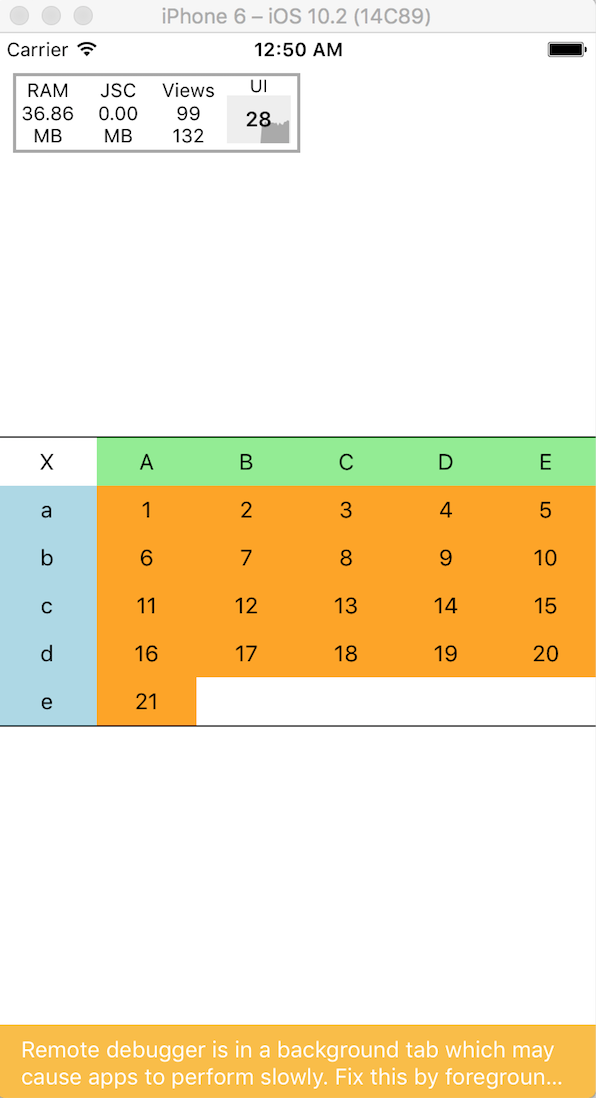 iPhone 6 – iOS 10.2 (14C89)
Carrier 12:50 AM
RAM JSC Views UI
36.86 0.00 99 28
MB MB 132
X A B C D E
a 1 2 3 4 5
b 6 7 8 9 10
c 11 12 13 14 15
d 16 17 18 19 20
e 21
Remote debugger is in a background tab which may
cause apps to perform slowly. Fix this by foregroun...